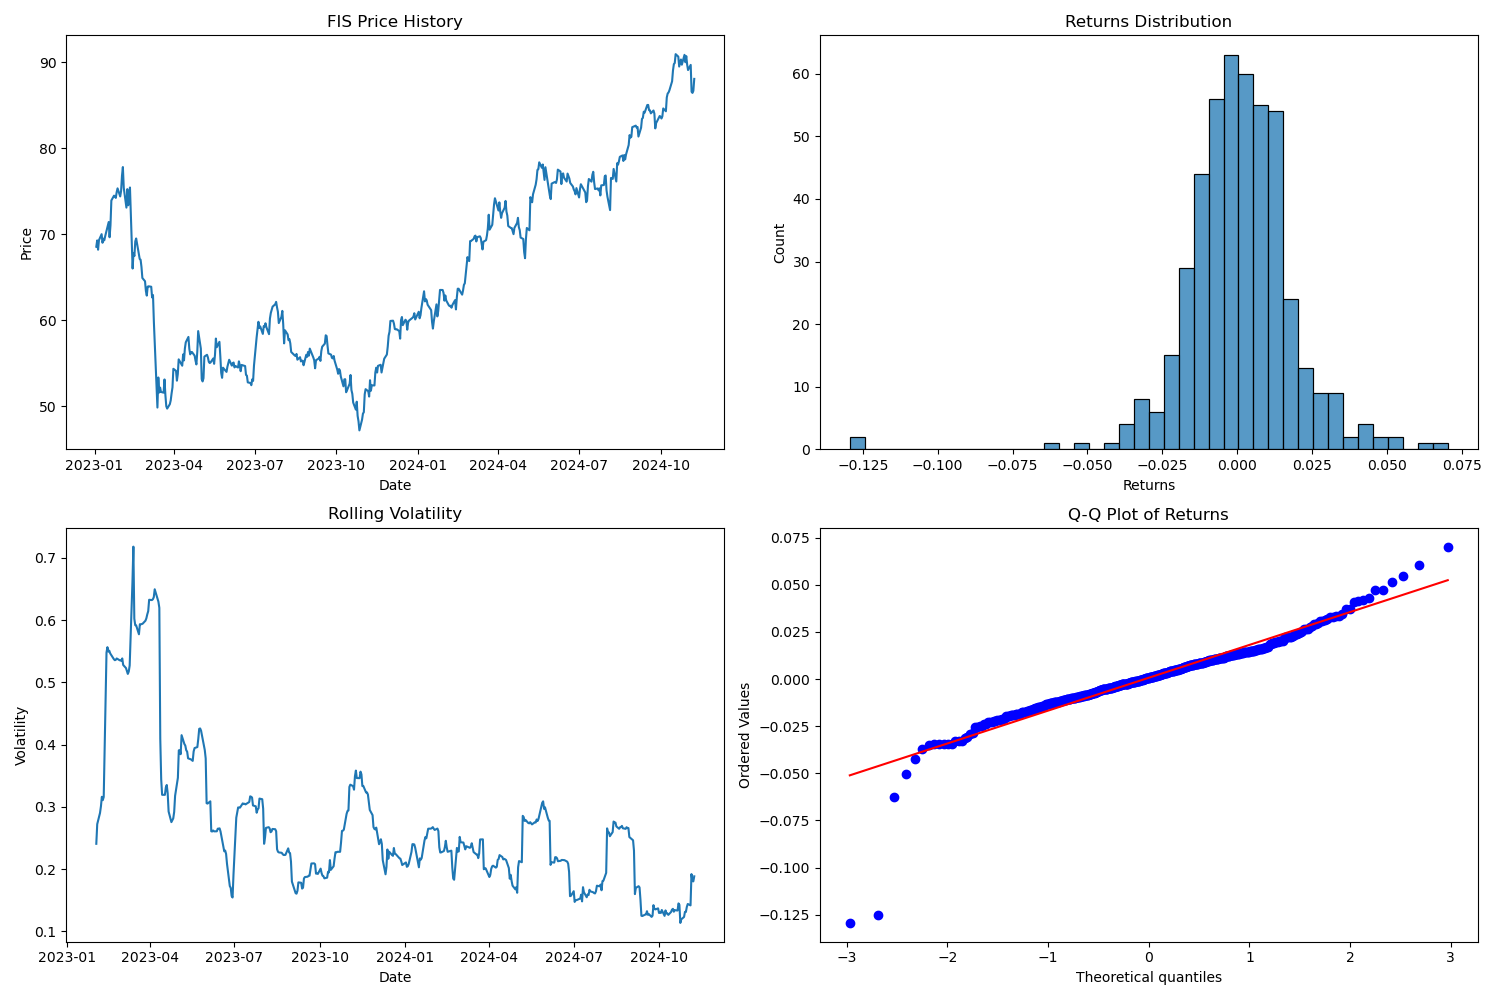 FIS Price History
Price
90
80
70
60
50
2023-01 2023-04 2023-07 2023-10 2024-01 2024-04 2024-07 2024-10
Date
Returns Distribution
Count
60
50
40
30
20
10
0
−0.125 −0.100 −0.075 −0.050 −0.025 0.000 0.025 0.050 0.075
Returns
Rolling Volatility
Volatility
0.7
0.6
0.5
0.4
0.3
0.2
0.1
2023-01 2023-04 2023-07 2023-10 2024-01 2024-04 2024-07 2024-10
Date
Q-Q Plot of Returns
Ordered Values
0.075
0.050
0.025
0.000
−0.025
−0.050
−0.075
−0.100
−0.125
−3 −2 −1 0 1 2 3
Theoretical quantiles